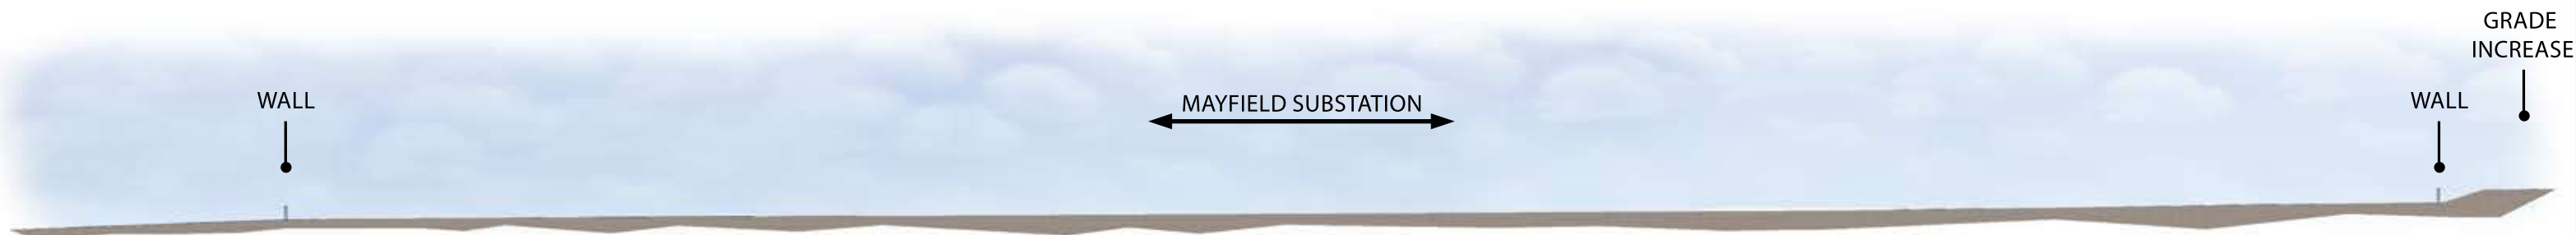 WALL
MAYFIELD SUBSTATION
WALL
GRADE
INCREASE